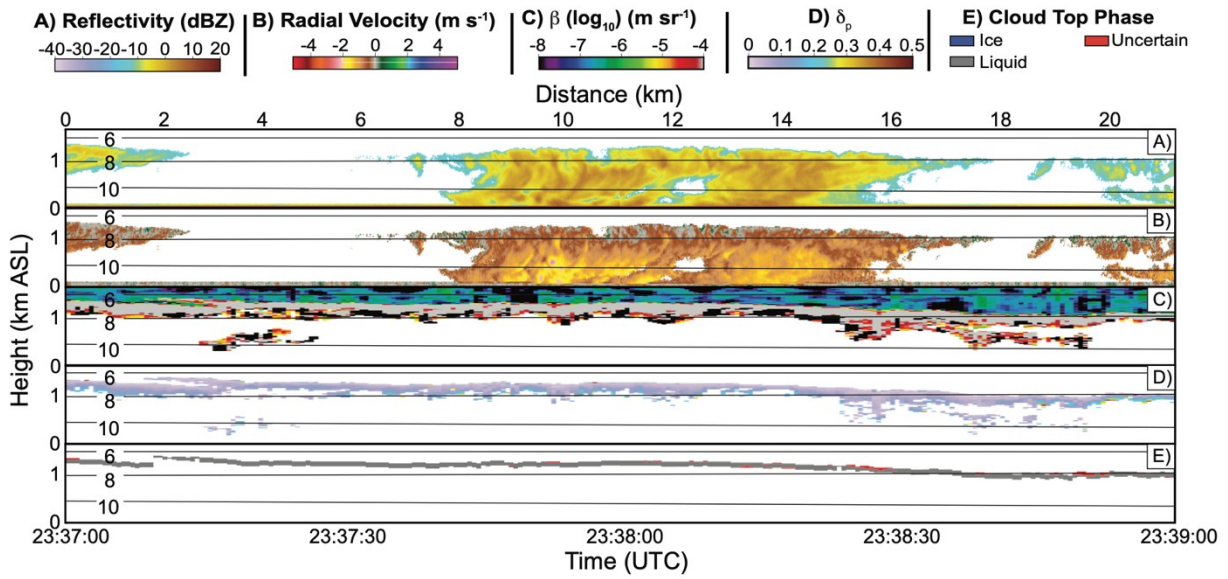 A) Reflectivity (dBZ)
-40 -30 -20 -10 0 10 20
B) Radial Velocity (m s⁻¹)
-4 -2 0 2 4
C) β (log₁₀) (m sr⁻¹)
-8 -7 -6 -5 -4
D) δₚ
0 0.1 0.2 0.3 0.4 0.5
E) Cloud Top Phase
Ice Uncertain
Liquid
Distance (km)
0 2 4 6 8 10 12 14 16 18 20
6 A)
1 8
10
0
6 B)
1 8
10
0
6 C)
1 8
10
0
6 D)
1 8
10
0
6 E)
1 8
10
0
Height (km ASL)
23:37:00 23:37:30 23:38:00 23:38:30 23:39:00
Time (UTC)